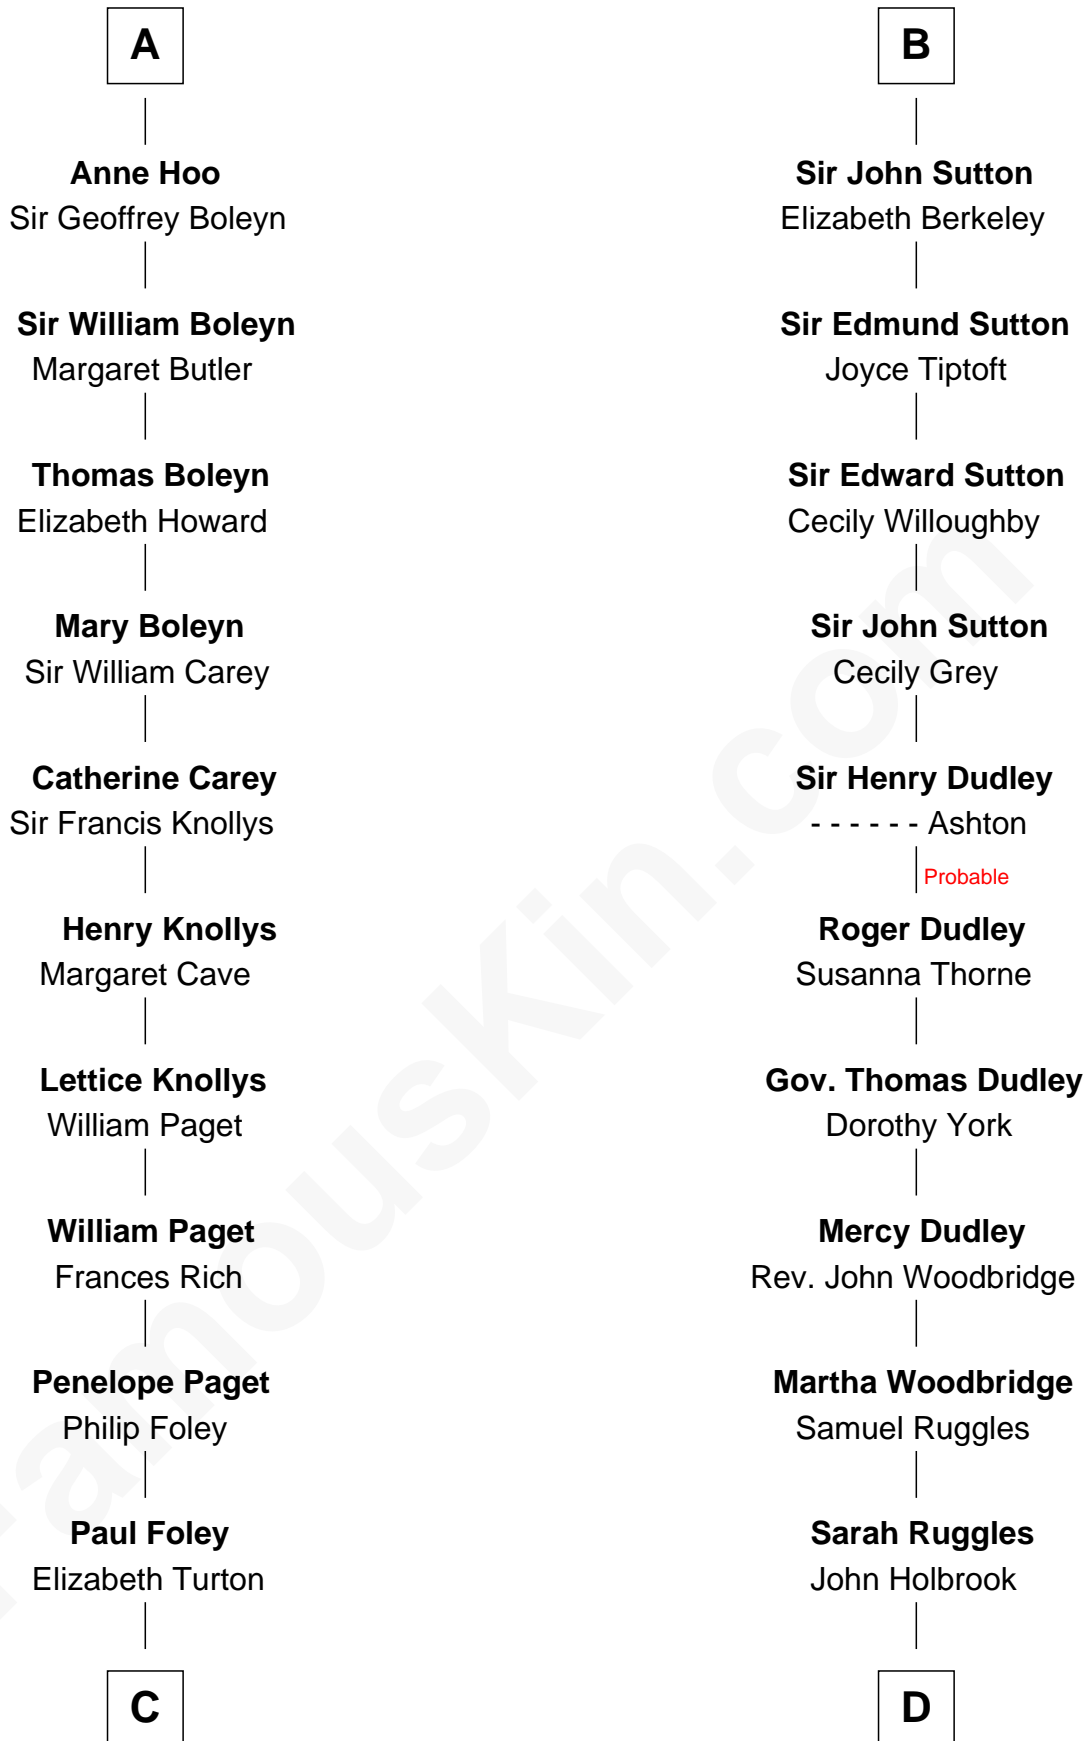 A
Anne Hoo
Sir Geoffrey Boleyn
Sir William Boleyn
Margaret Butler
Thomas Boleyn
Elizabeth Howard
Mary Boleyn
Sir William Carey
Catherine Carey
Sir Francis Knollys
Henry Knollys
Margaret Cave
Lettice Knollys
William Paget
William Paget
Frances Rich
Penelope Paget
Philip Foley
Paul Foley
Elizabeth Turton
C
B
Sir John Sutton
Elizabeth Berkeley
Sir Edmund Sutton
Joyce Tiptoft
Sir Edward Sutton
Cecily Willoughby
Sir John Sutton
Cecily Grey
Sir Henry Dudley
- - - - - - Ashton
Probable
Roger Dudley
Susanna Thorne
Gov. Thomas Dudley
Dorothy York
Mercy Dudley
Rev. John Woodbridge
Martha Woodbridge
Samuel Ruggles
Sarah Ruggles
John Holbrook
D
FamousKin.com